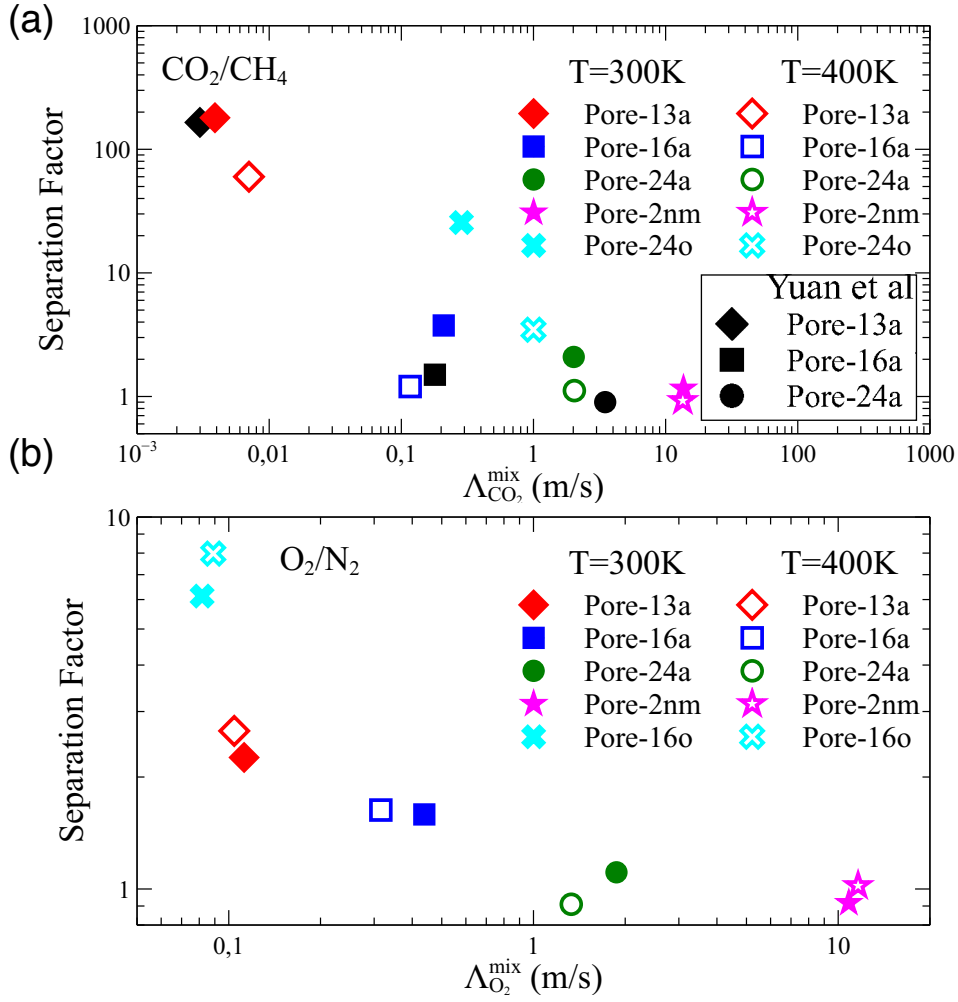 (a)
CO₂/CH₄
T=300K T=400K
Pore-13a Pore-13a
Pore-16a Pore-16a
Pore-24a Pore-24a
Pore-2nm Pore-2nm
Pore-24o Pore-24o
Yuan et al
Pore-13a
Pore-16a
Pore-24a
1000
100
10
1
Separation Factor
10⁻³ 0,01 0,1 1 10 100 1000
Λ^mix_CO₂ (m/s)
(b)
O₂/N₂
T=300K T=400K
Pore-13a Pore-13a
Pore-16a Pore-16a
Pore-24a Pore-24a
Pore-2nm Pore-2nm
Pore-16o Pore-16o
10
1
Separation Factor
0,1 1 10
Λ^mix_O₂ (m/s)